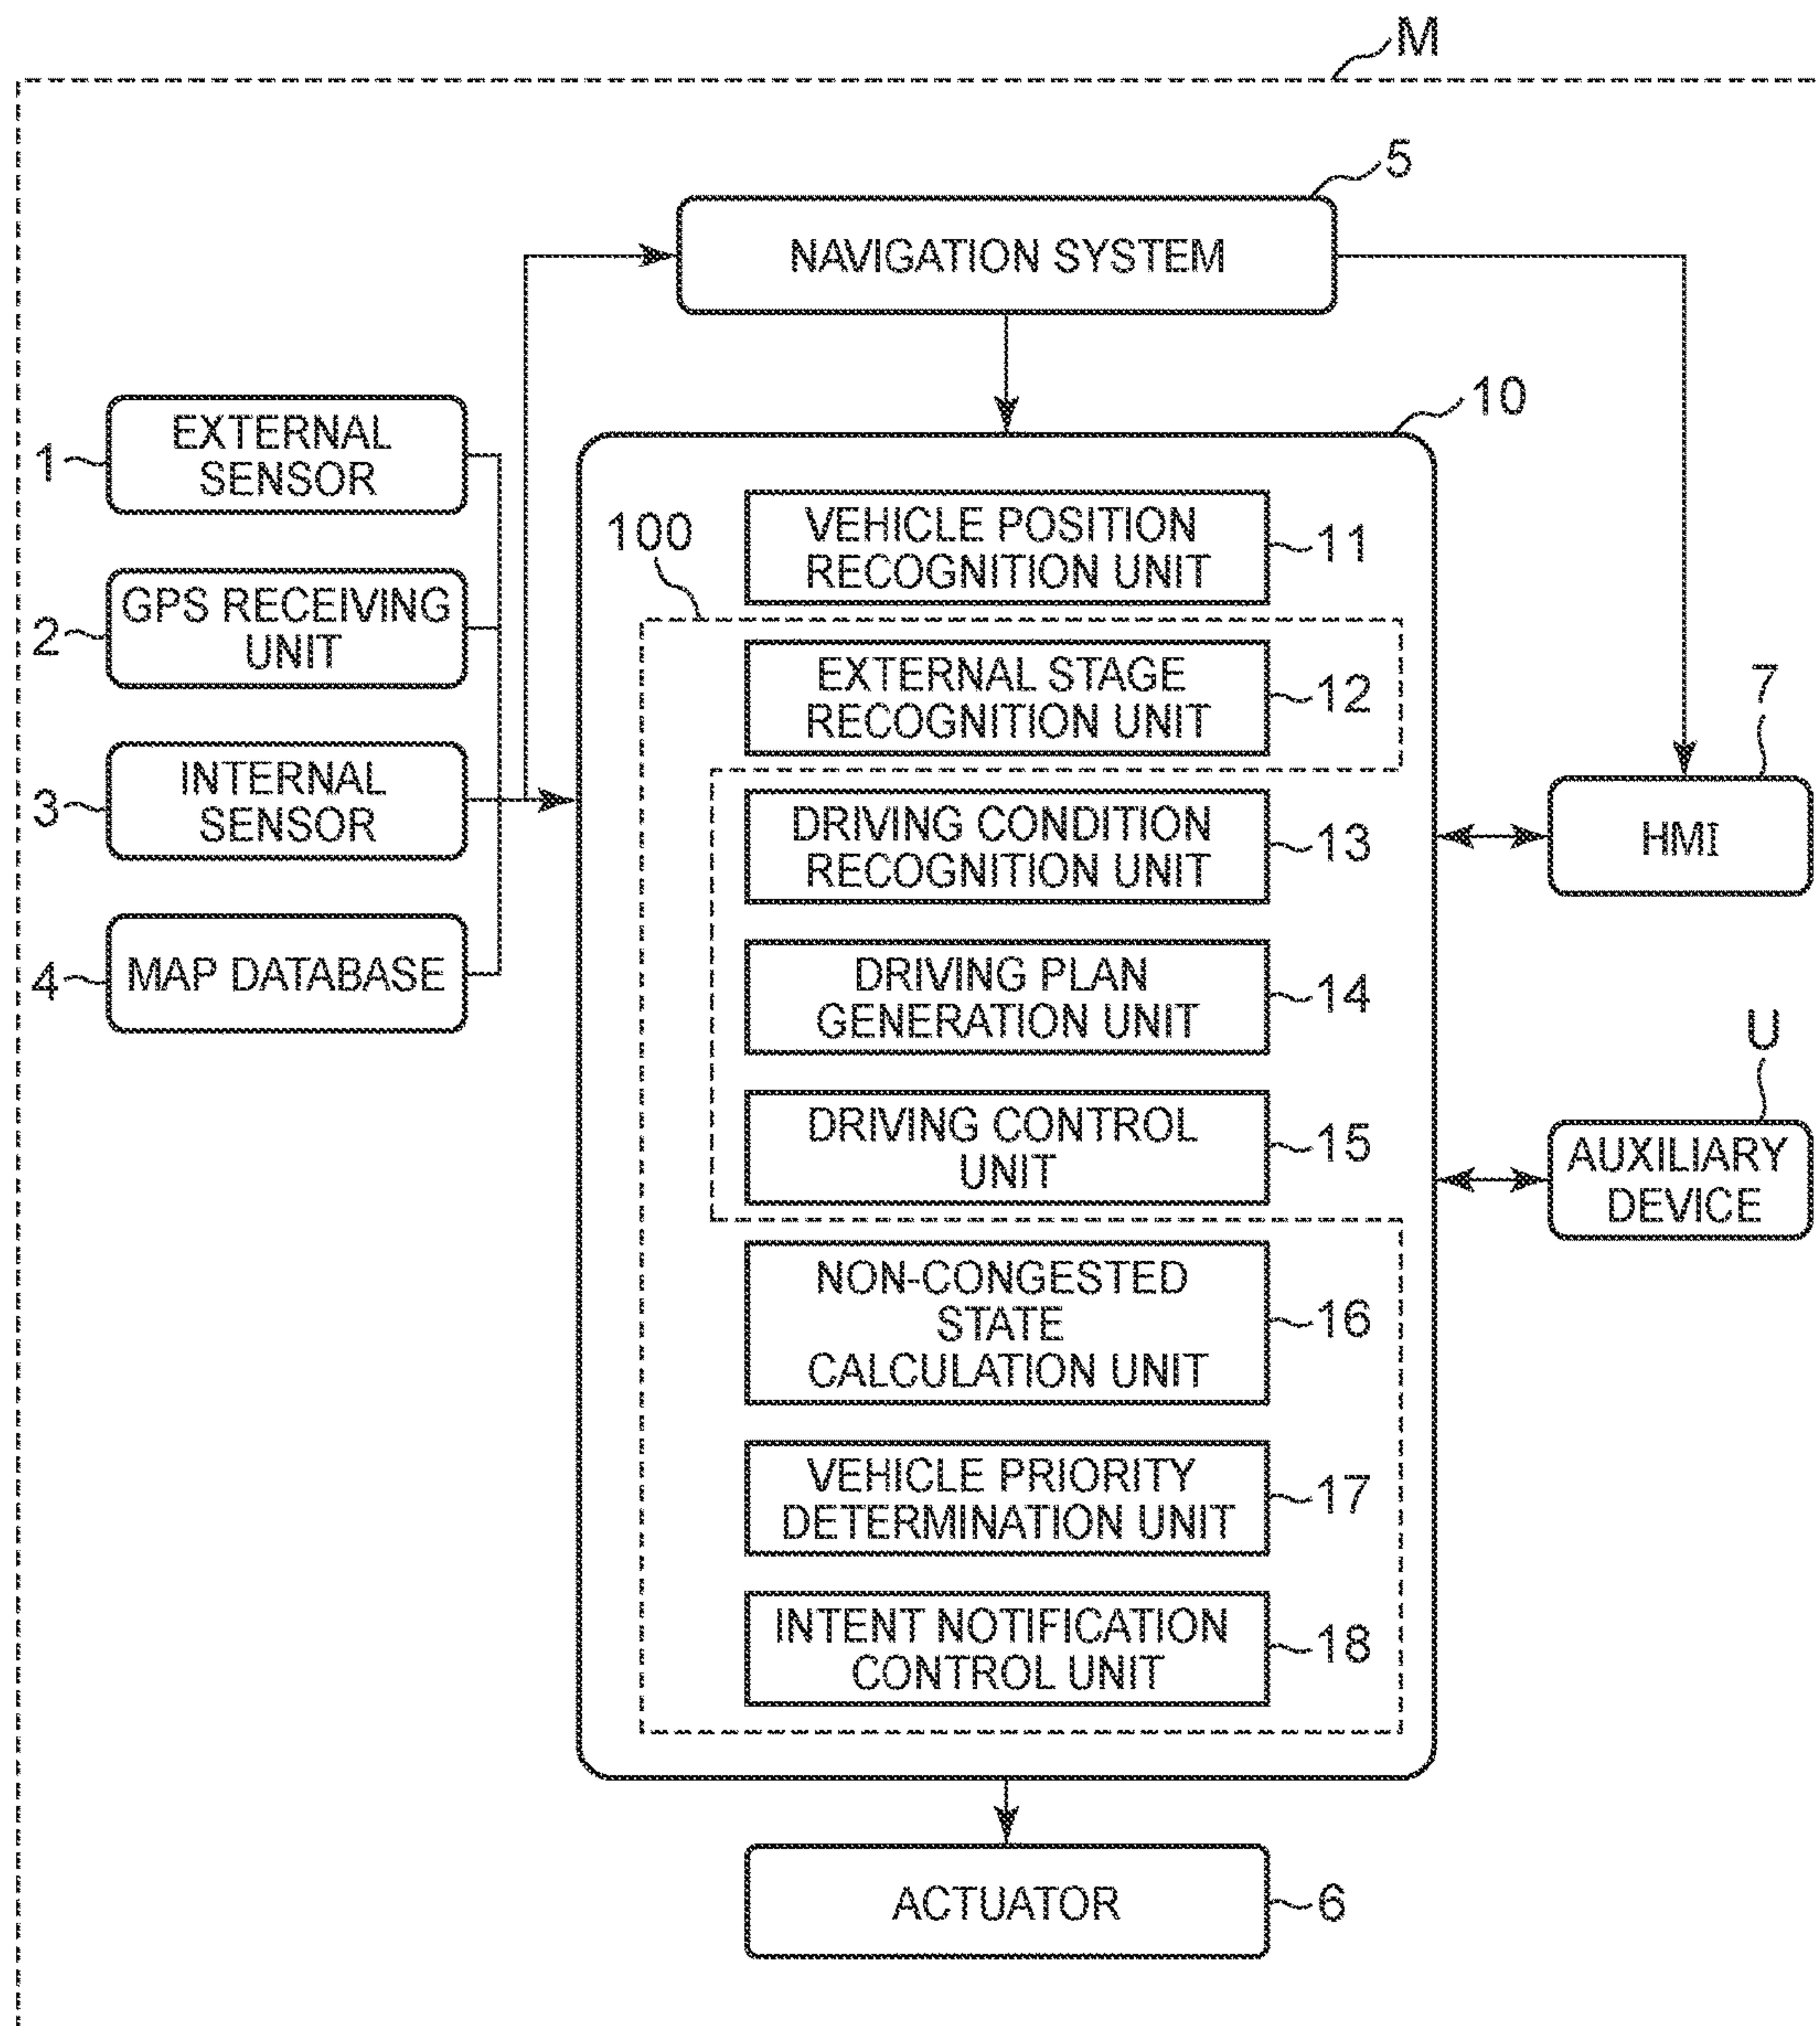 M
5
NAVIGATION SYSTEM
10
1
EXTERNAL
SENSOR
2
GPS RECEIVING
UNIT
3
INTERNAL
SENSOR
4
MAP DATABASE
100
VEHICLE POSITION
RECOGNITION UNIT
11
EXTERNAL STAGE
RECOGNITION UNIT
12
DRIVING CONDITION
RECOGNITION UNIT
13
DRIVING PLAN
GENERATION UNIT
14
DRIVING CONTROL
UNIT
15
NON-CONGESTED
STATE
CALCULATION UNIT
16
VEHICLE PRIORITY
DETERMINATION UNIT
17
INTENT NOTIFICATION
CONTROL UNIT
18
7
HMI
U
AUXILIARY
DEVICE
ACTUATOR
6